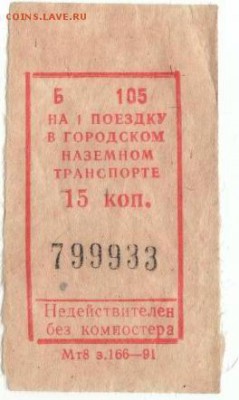 COINS.LAVE.RU
Б 105
НА 1 ПОЕЗДКУ
В ГОРОДСКОМ
НАЗЕМНОМ
ТРАНСПОРТЕ
15 коп.
799933
Недействителен
без компостера
Мт8 з.166—91